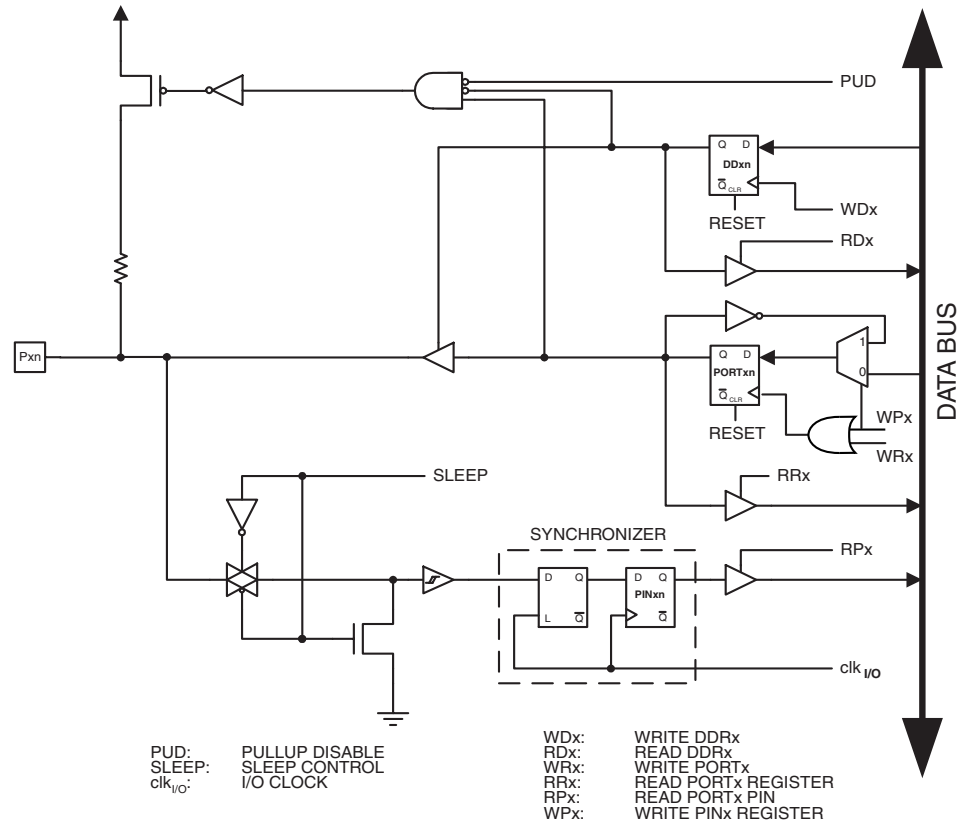 PUD
Q D
DDxn
Q CLR
WDx
RESET
RDx
Pxn
1
Q D
PORTxn
0
Q CLR
WPx
RESET
WRx
DATA BUS
SLEEP
RRx
SYNCHRONIZER
RPx
D Q
D Q
PINxn
L Q
Q
clk I/O
PUD: PULLUP DISABLE
SLEEP: SLEEP CONTROL
clkI/O: I/O CLOCK
WDx: WRITE DDRx
RDx: READ DDRx
WRx: WRITE PORTx
RRx: READ PORTx REGISTER
RPx: READ PORTx PIN
WPx: WRITE PINx REGISTER